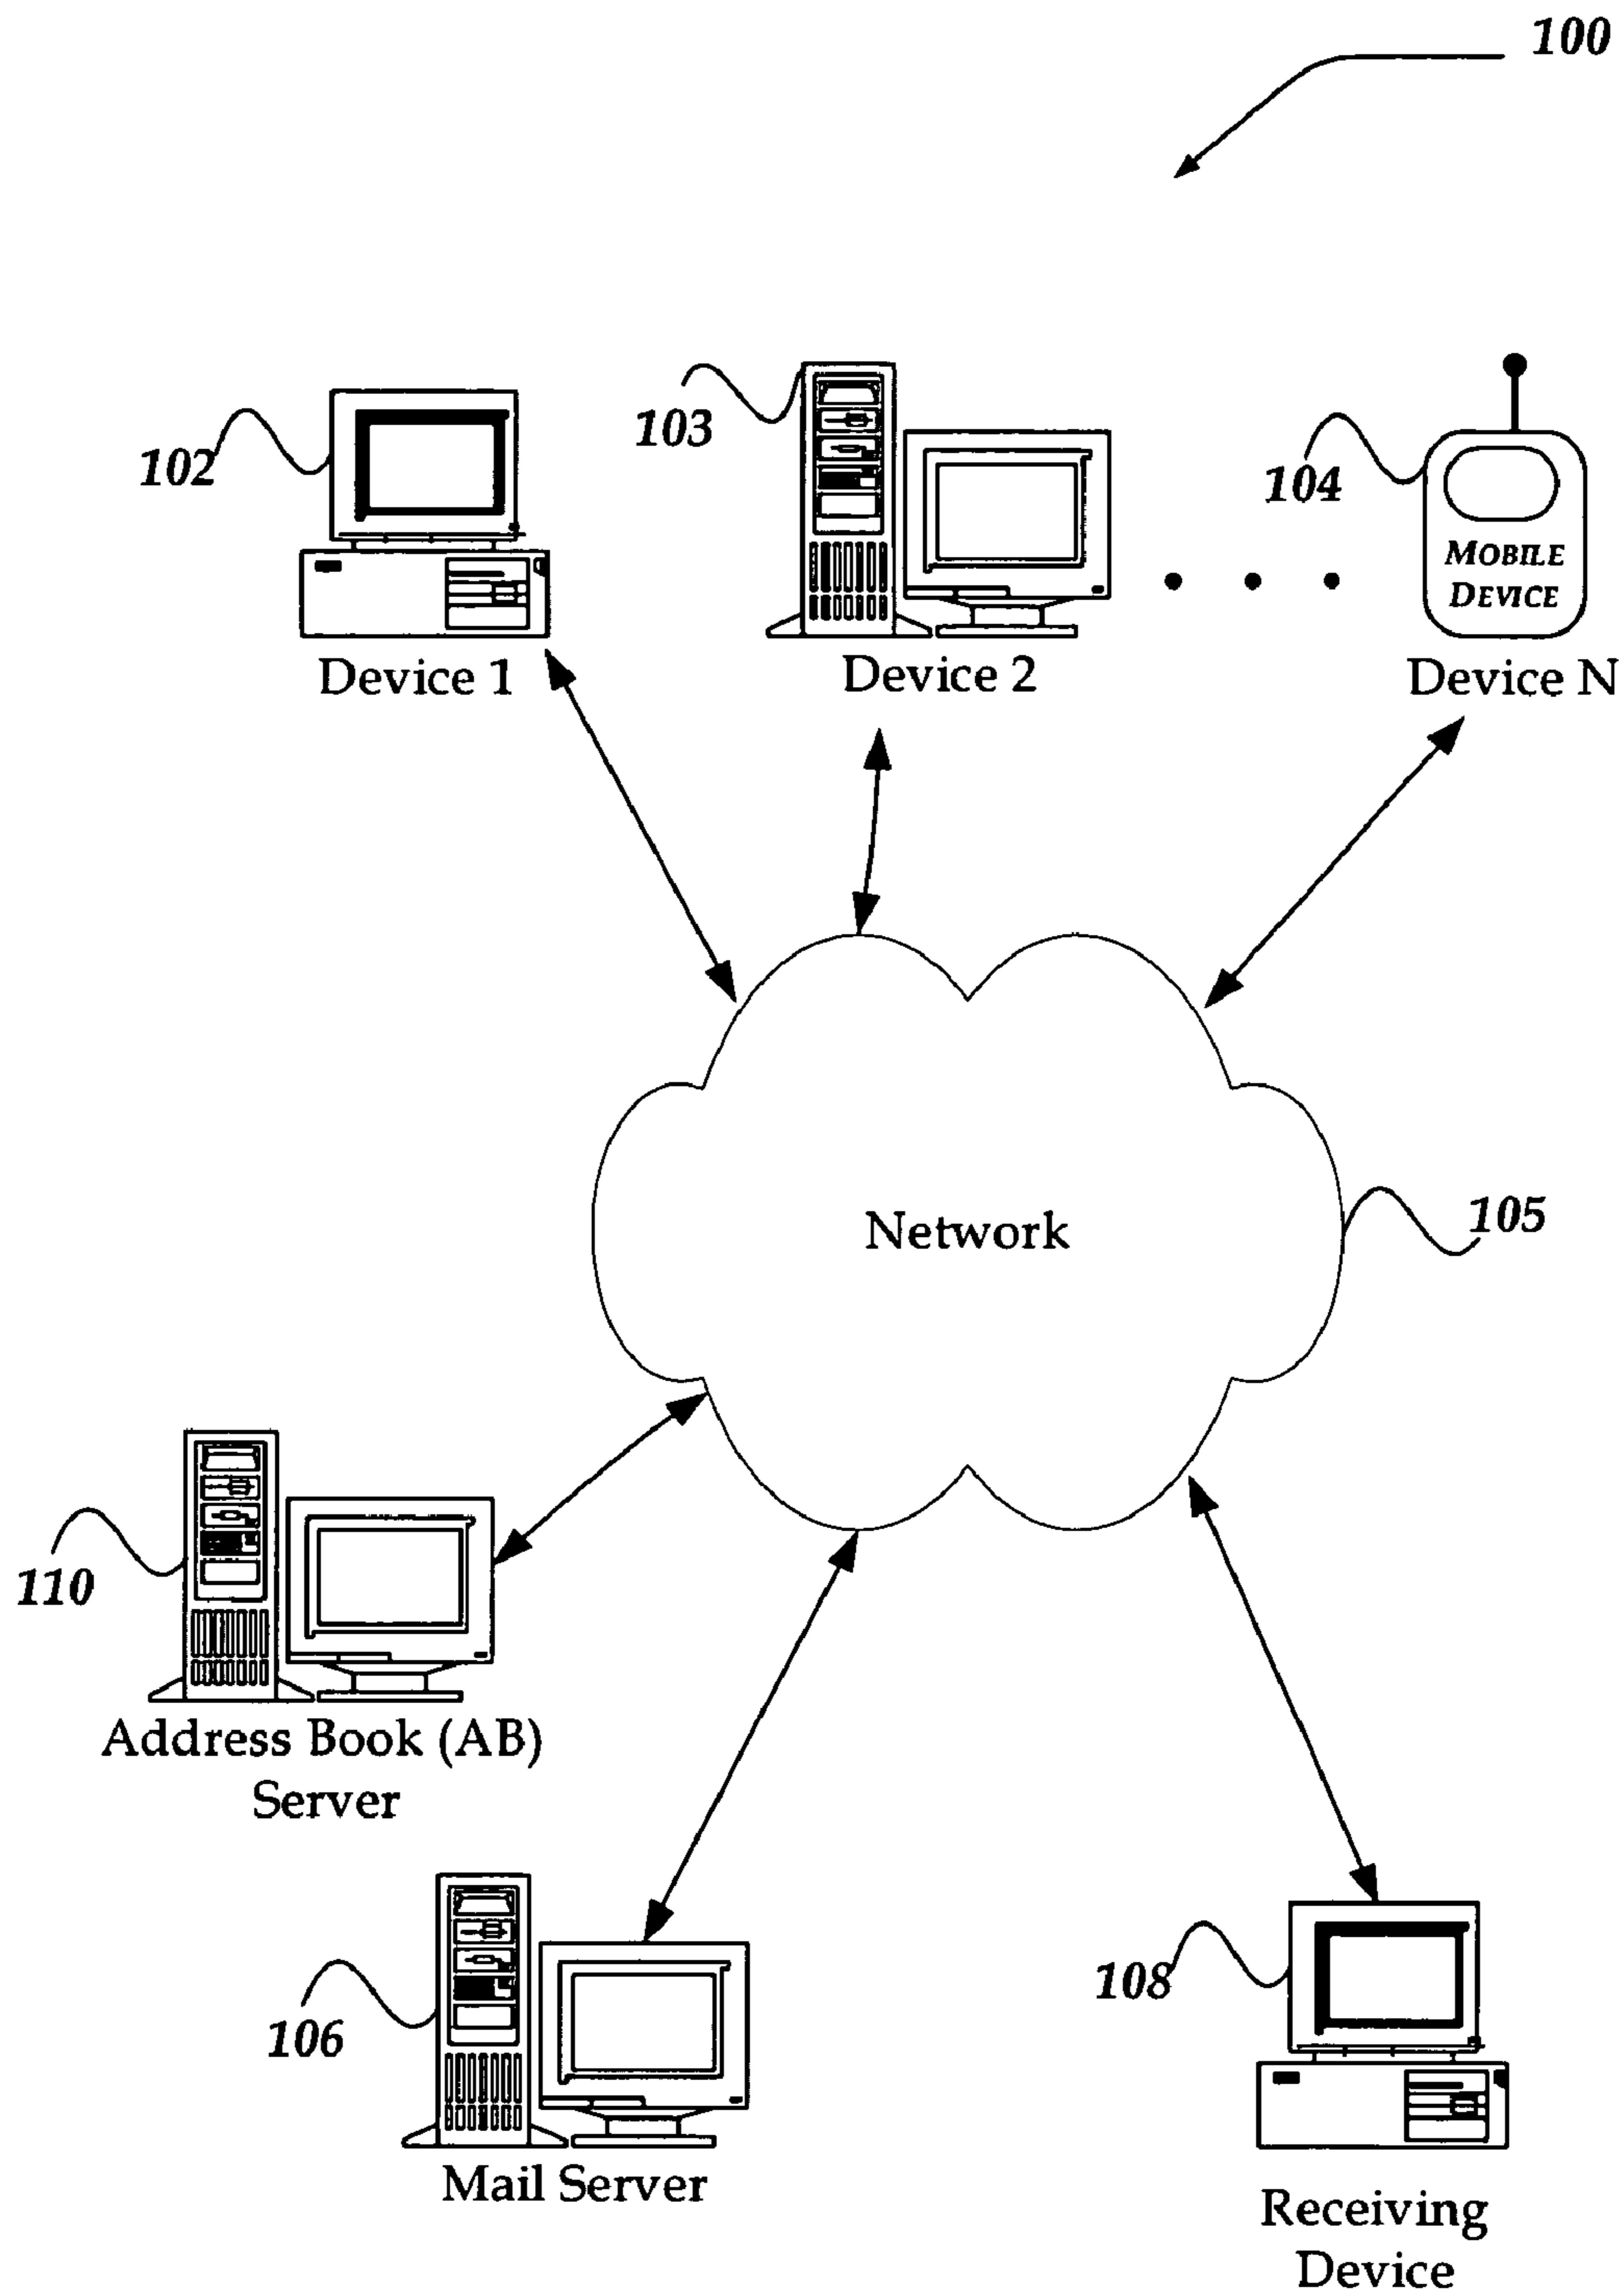 100
102
103
104
MOBILE
DEVICE
Device 1
Device 2
Device N
Network
105
110
Address Book (AB)
Server
106
Mail Server
108
Receiving
Device